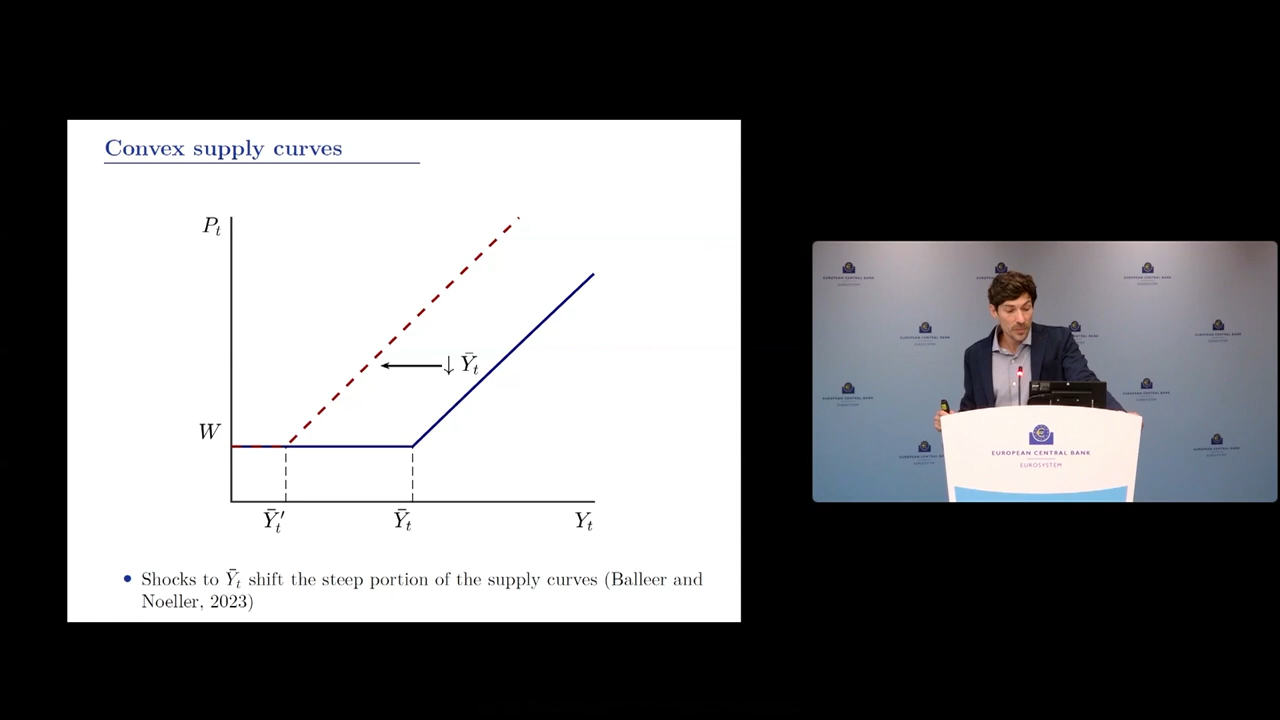 Convex supply curves
P_t
↓ Ȳ_t
W
Ȳ′_t
Ȳ_t
Y_t
• Shocks to Ȳ_t shift the steep portion of the supply curves (Balleer and
Noeller, 2023)
EUROPEAN CENTRAL BANK
EUROSYSTEM